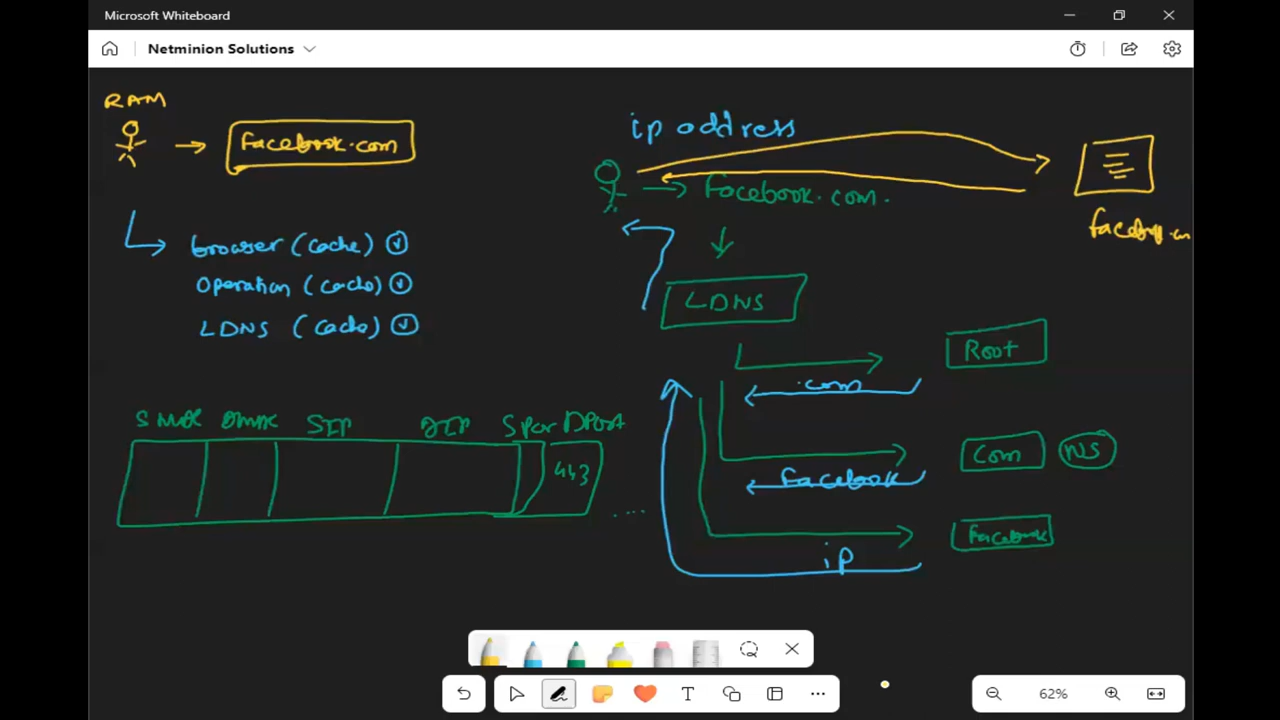 Microsoft Whiteboard
Netminion Solutions
RAM
facebook.com
browser (cache)
operation (cache)
LDNS (cache)
ip address
facebook.com.
LDNS
Root
.com
Com
NS
facebook
Facebook
ip
SMAC DMAC SIP DIP SPor DPort
443
....
62%